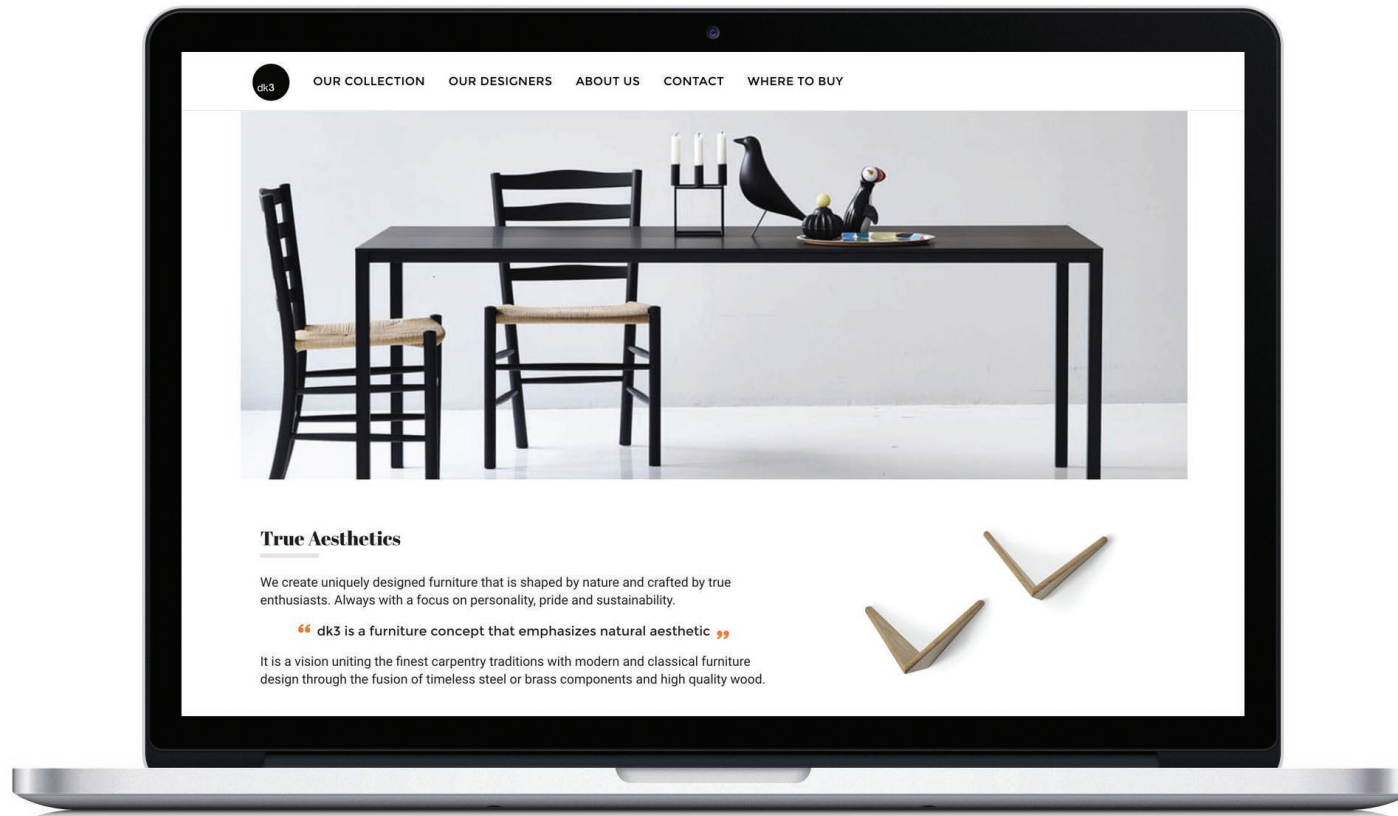 dk3
OUR COLLECTION OUR DESIGNERS ABOUT US CONTACT WHERE TO BUY
True Aesthetics
We create uniquely designed furniture that is shaped by nature and crafted by true
enthusiasts. Always with a focus on personality, pride and sustainability.
“ dk3 is a furniture concept that emphasizes natural aesthetic ”
It is a vision uniting the finest carpentry traditions with modern and classical furniture
design through the fusion of timeless steel or brass components and high quality wood.